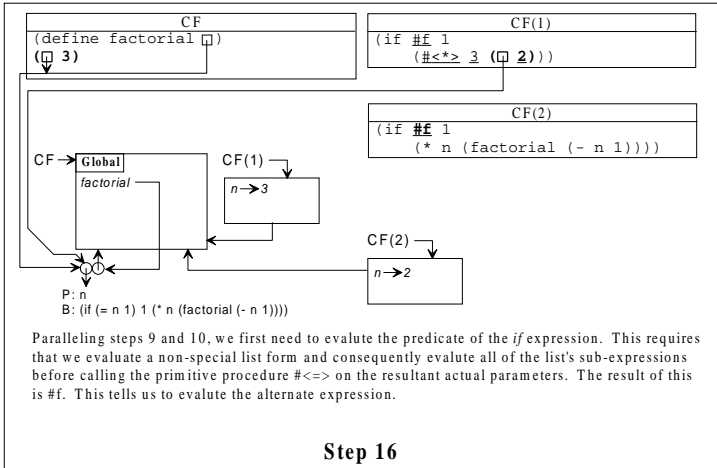 CF
(define factorial )
( 3)
CF(1)
(if #f 1
(#<*> 3 ( 2)))
CF(2)
(if #f 1
(* n (factorial (- n 1))))
CF
Global
factorial
CF(1)
n 3
CF(2)
n 2
P: n
B: (if (= n 1) 1 (* n (factorial (- n 1))))
Paralleling steps 9 and 10, we first need to evaluate the predicate of the if expression. This requires
that we evaluate a non-special list form and consequently evalute all of the list's sub-expressions
before calling the primitive procedure #<=> on the resultant actual parameters. The result of this
is #f. This tells us to evaluate the alternate expression.
Step 16